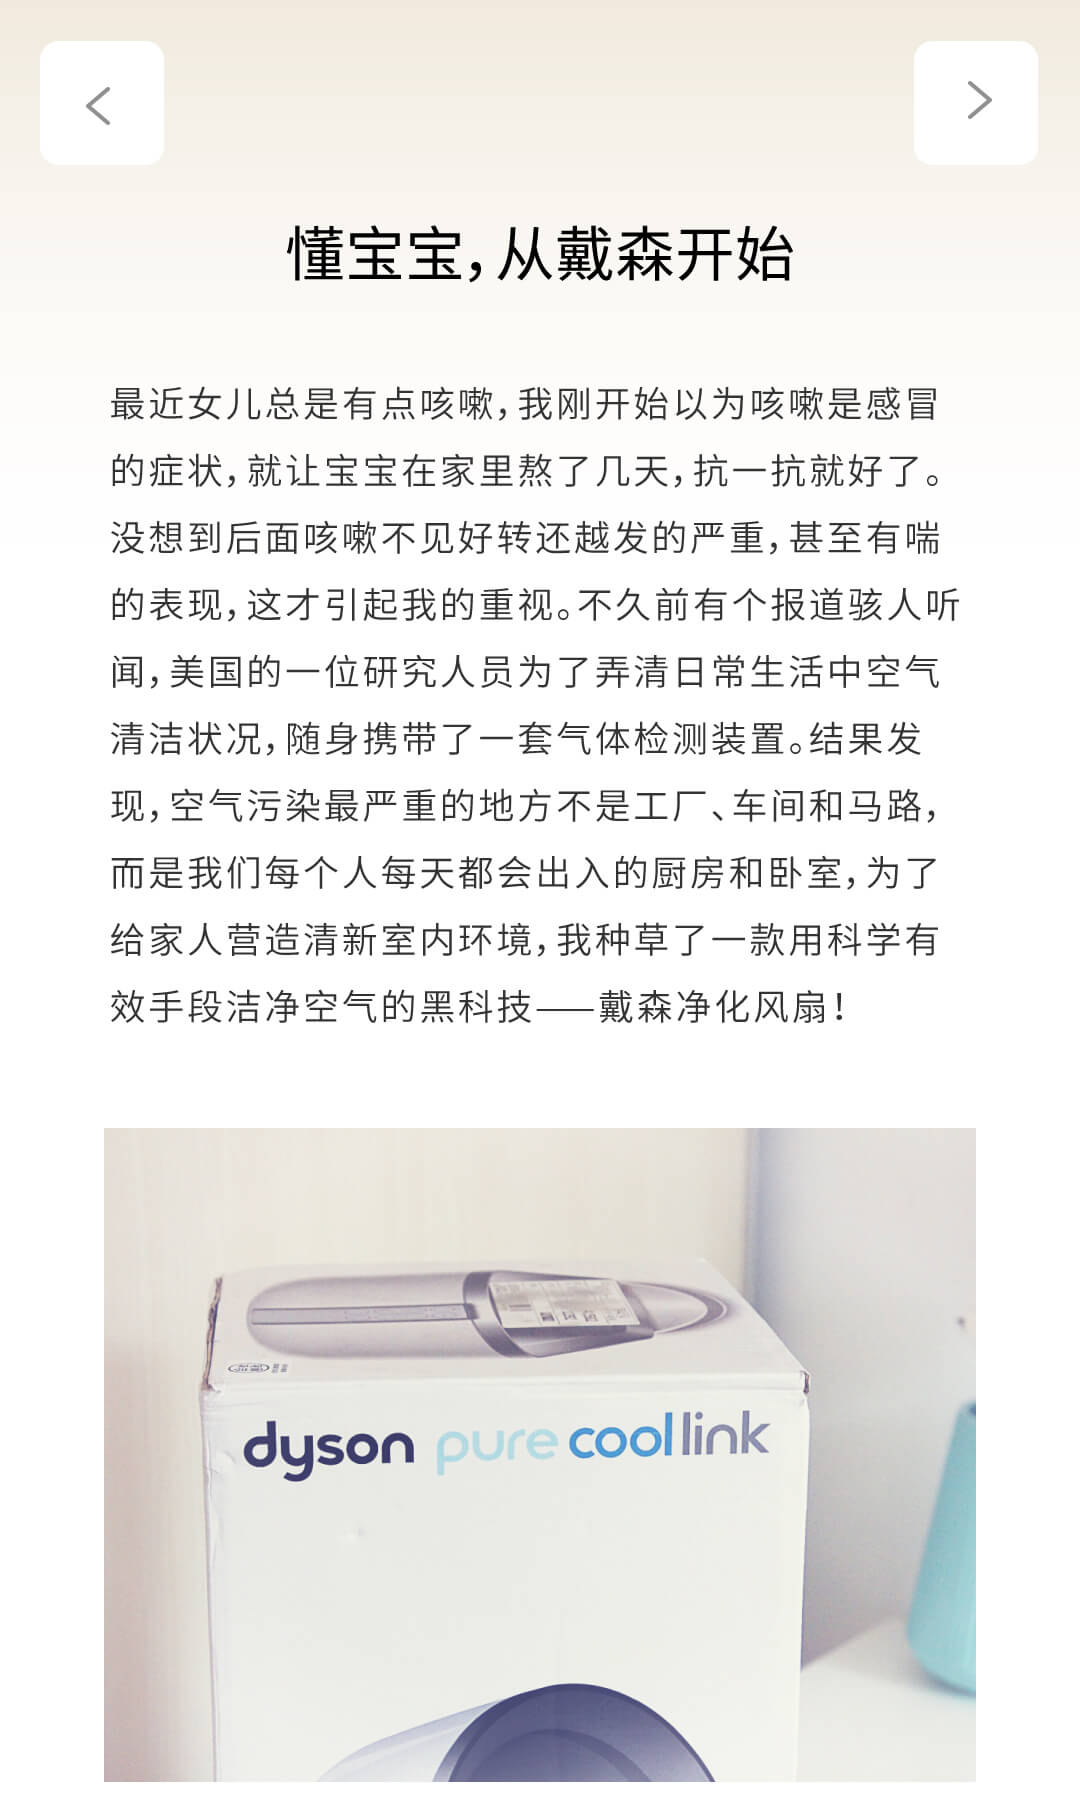 懂宝宝，从戴森开始
最近女儿总是有点咳嗽，我刚开始以为咳嗽是感冒
的症状，就让宝宝在家里熬了几天，抗一抗就好了。
没想到后面咳嗽不见好转还越发的严重，甚至有喘
的表现，这才引起我的重视。不久前有个报道骇人听
闻，美国的一位研究人员为了弄清日常生活中空气
清洁状况，随身携带了一套气体检测装置。结果发
现，空气污染最严重的地方不是工厂、车间和马路，
而是我们每个人每天都会出入的厨房和卧室，为了
给家人营造清新室内环境，我种草了一款用科学有
效手段洁净空气的黑科技——戴森净化风扇！
dyson pure cool link